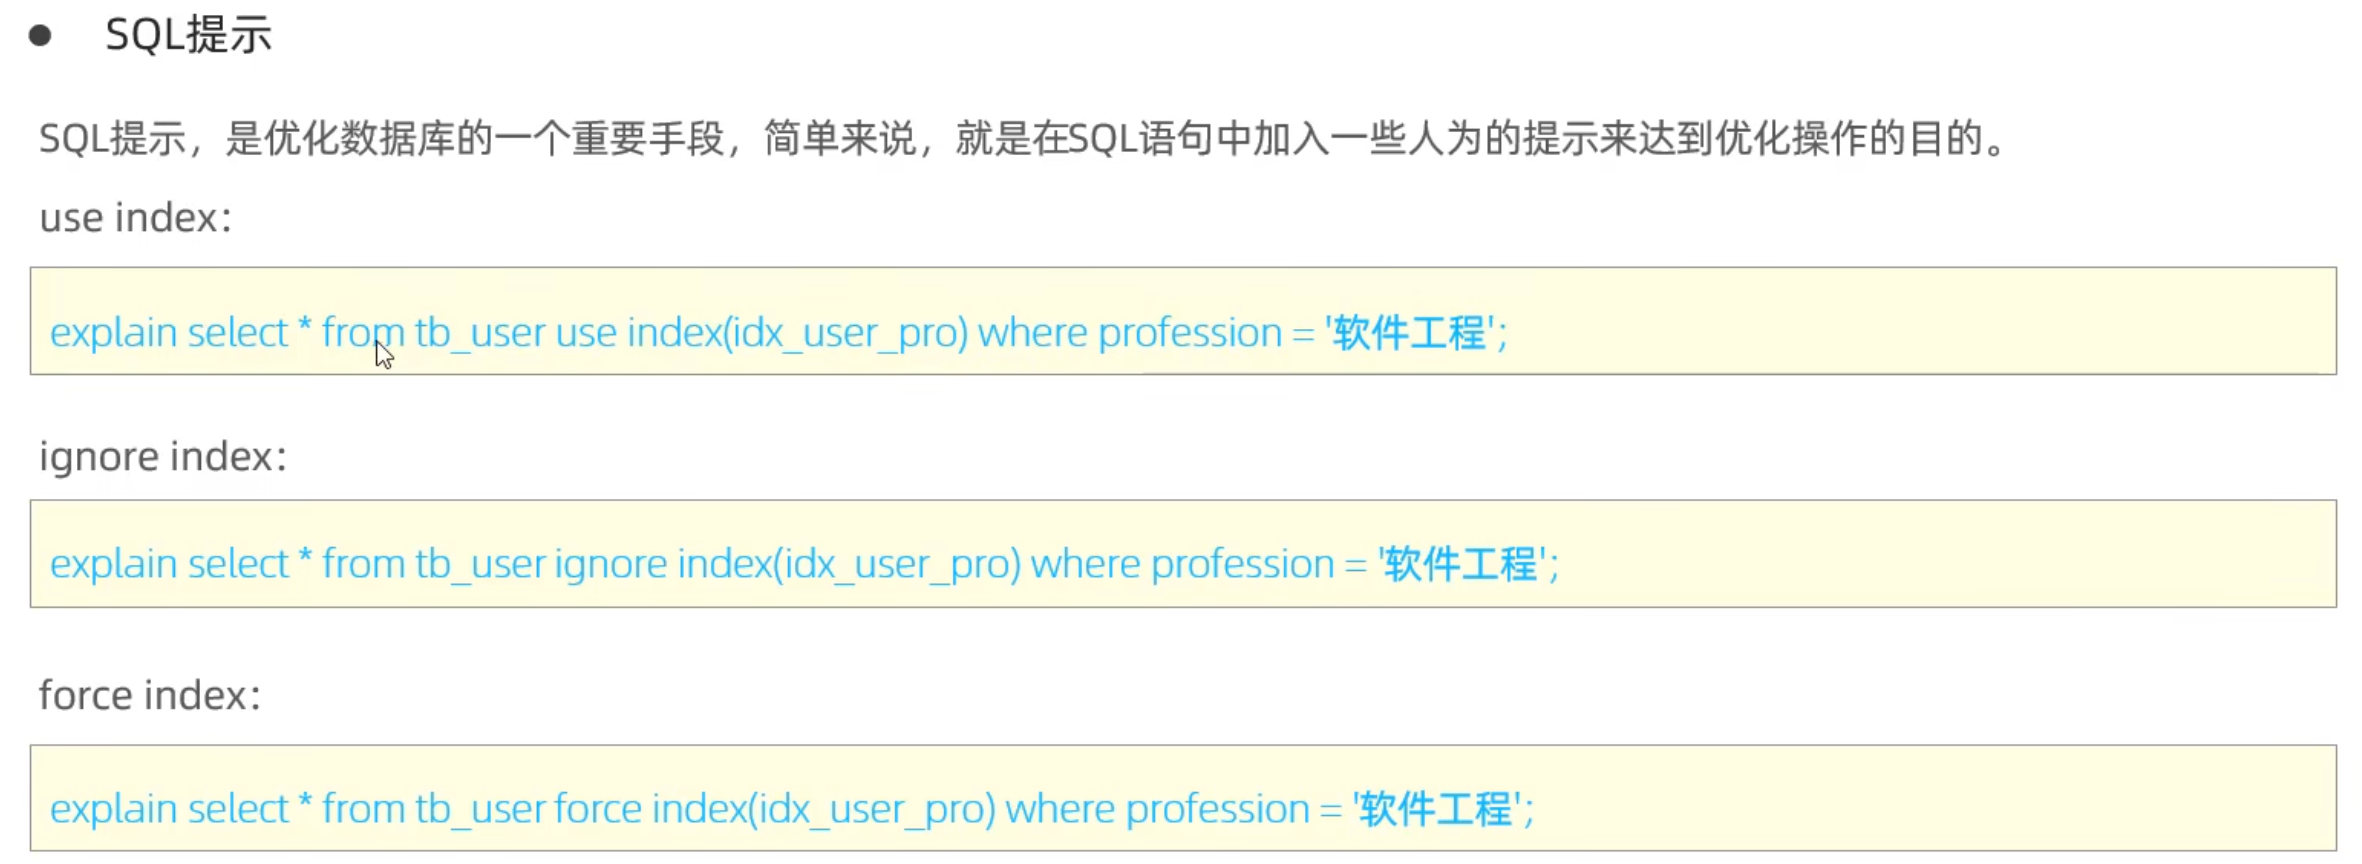 SQL提示
SQL提示，是优化数据库的一个重要手段，简单来说，就是在SQL语句中加入一些人为的提示来达到优化操作的目的。
use index：
explain select * from tb_user use index(idx_user_pro) where profession = '软件工程';
ignore index：
explain select * from tb_user ignore index(idx_user_pro) where profession = '软件工程';
force index：
explain select * from tb_user force index(idx_user_pro) where profession = '软件工程';